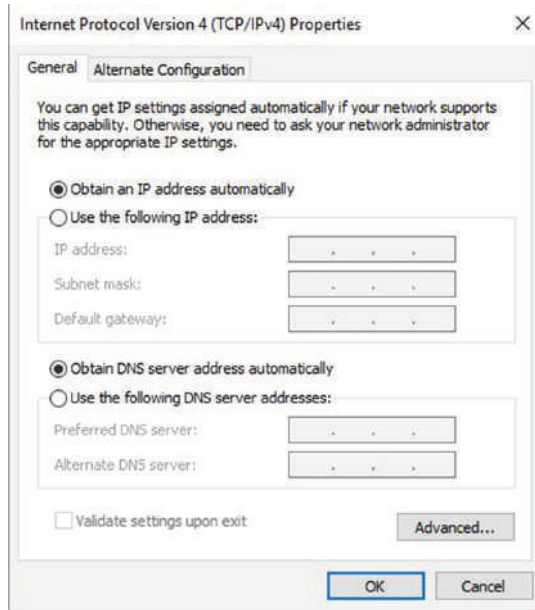 Internet Protocol Version 4 (TCP/IPv4) Properties
General
Alternate Configuration
You can get IP settings assigned automatically if your network supports
this capability. Otherwise, you need to ask your network administrator
for the appropriate IP settings.
Obtain an IP address automatically
Use the following IP address:
IP address:
Subnet mask:
Default gateway:
Obtain DNS server address automatically
Use the following DNS server addresses:
Preferred DNS server:
Alternate DNS server:
Validate settings upon exit
Advanced...
OK
Cancel